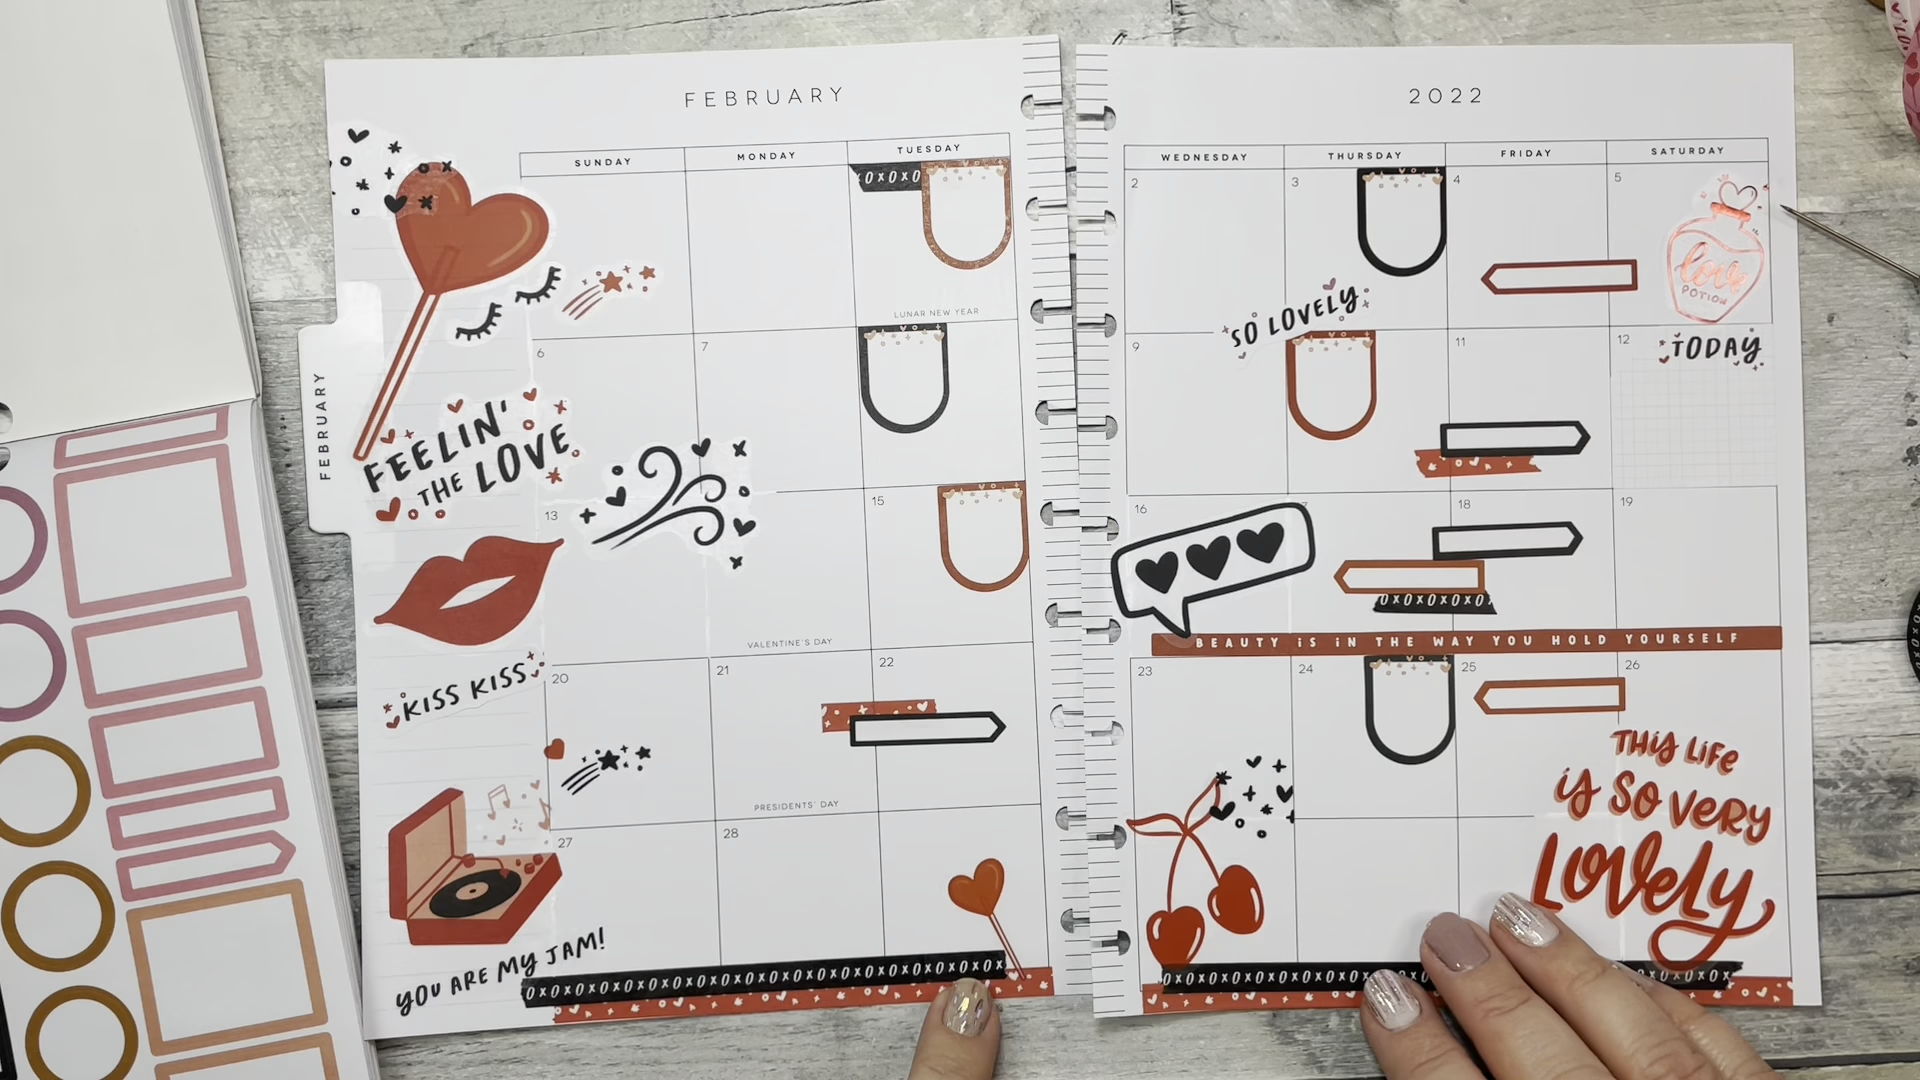 FEBRUARY
SUNDAY MONDAY TUESDAY
OXOXO
LUNAR NEW YEAR
FEBRUARY
FEELIN'
THE LOVE
6 7
13 15
VALENTINE'S DAY
KISS KISS
20 21 22
PRESIDENTS' DAY
27 28
YOU ARE MY JAM!
OXOXOXOXOXOXOXOXOXOXOXOXOXOXOXOXO
2022
WEDNESDAY THURSDAY FRIDAY SATURDAY
2 3 4 5
love
POTION
SO LOVELY
9 11 12
TODAY
16 18 19
OXOXOXOXO
BEAUTY iS iN THE WAY YOU HOLD YOURSELF
23 24 25 26
THiS LiFE
iS SO VERY
LOVELY